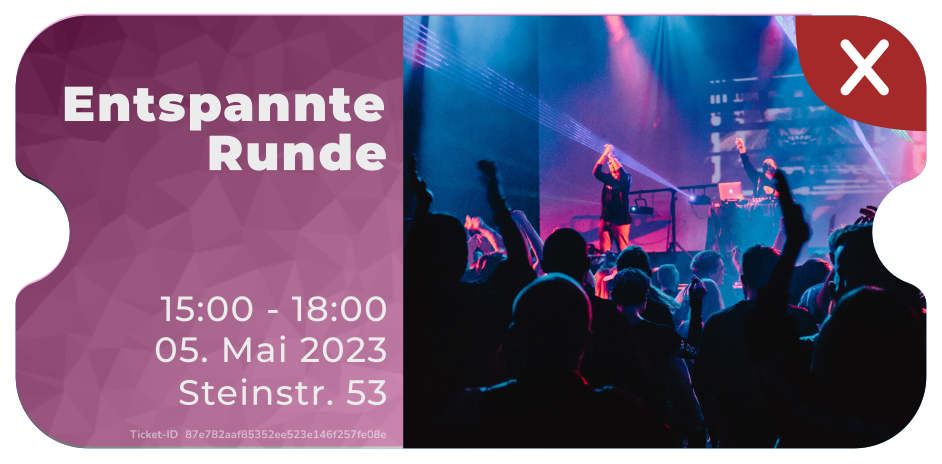 Entspannte
Runde
15:00 - 18:00
05. Mai 2023
Steinstr. 53
Ticket-ID 87e782aaf85352ee523e146f257fe08e
X